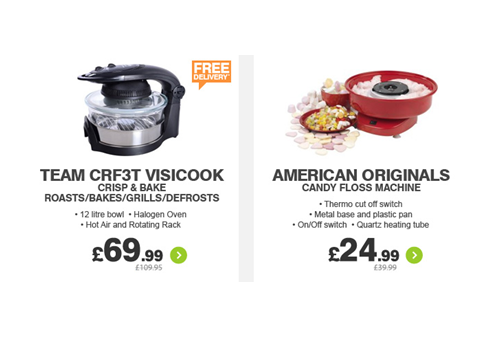 FREE
DELIVERY*
TEAM CRF3T VISICOOK
CRISP & BAKE
ROASTS/BAKES/GRILLS/DEFROSTS
• 12 litre bowl • Halogen Oven
• Hot Air and Rotating Rack
£69.99
£109.95
AMERICAN ORIGINALS
CANDY FLOSS MACHINE
• Thermo cut off switch
• Metal base and plastic pan
• On/Off switch • Quartz heating tube
£24.99
£39.99